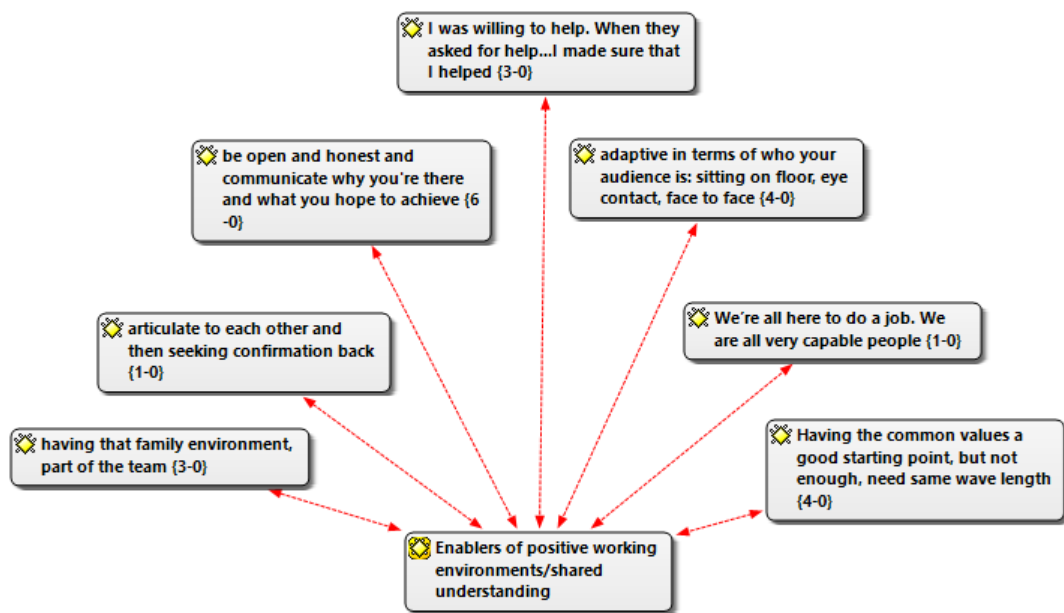 I was willing to help. When they
asked for help...I made sure that
I helped {3-0}
be open and honest and
communicate why you're there
and what you hope to achieve {6
-0}
adaptive in terms of who your
audience is: sitting on floor, eye
contact, face to face {4-0}
articulate to each other and
then seeking confirmation back
{1-0}
We´re all here to do a job. We
are all very capable people {1-0}
having that family environment,
part of the team {3-0}
Having the common values a
good starting point, but not
enough, need same wave length
{4-0}
Enablers of positive working
environments/shared
understanding